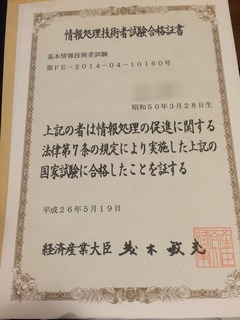 情報処理技術者試験合格証書
基本情報技術者試験
第FE-2014-04-10160号
昭和50年3月28日生
上記の者は情報処理の促進に関する
法律第7条の規定により実施した上記の
国家試験に合格したことを証する
平成26年5月19日
経済産業大臣 茂木敏充